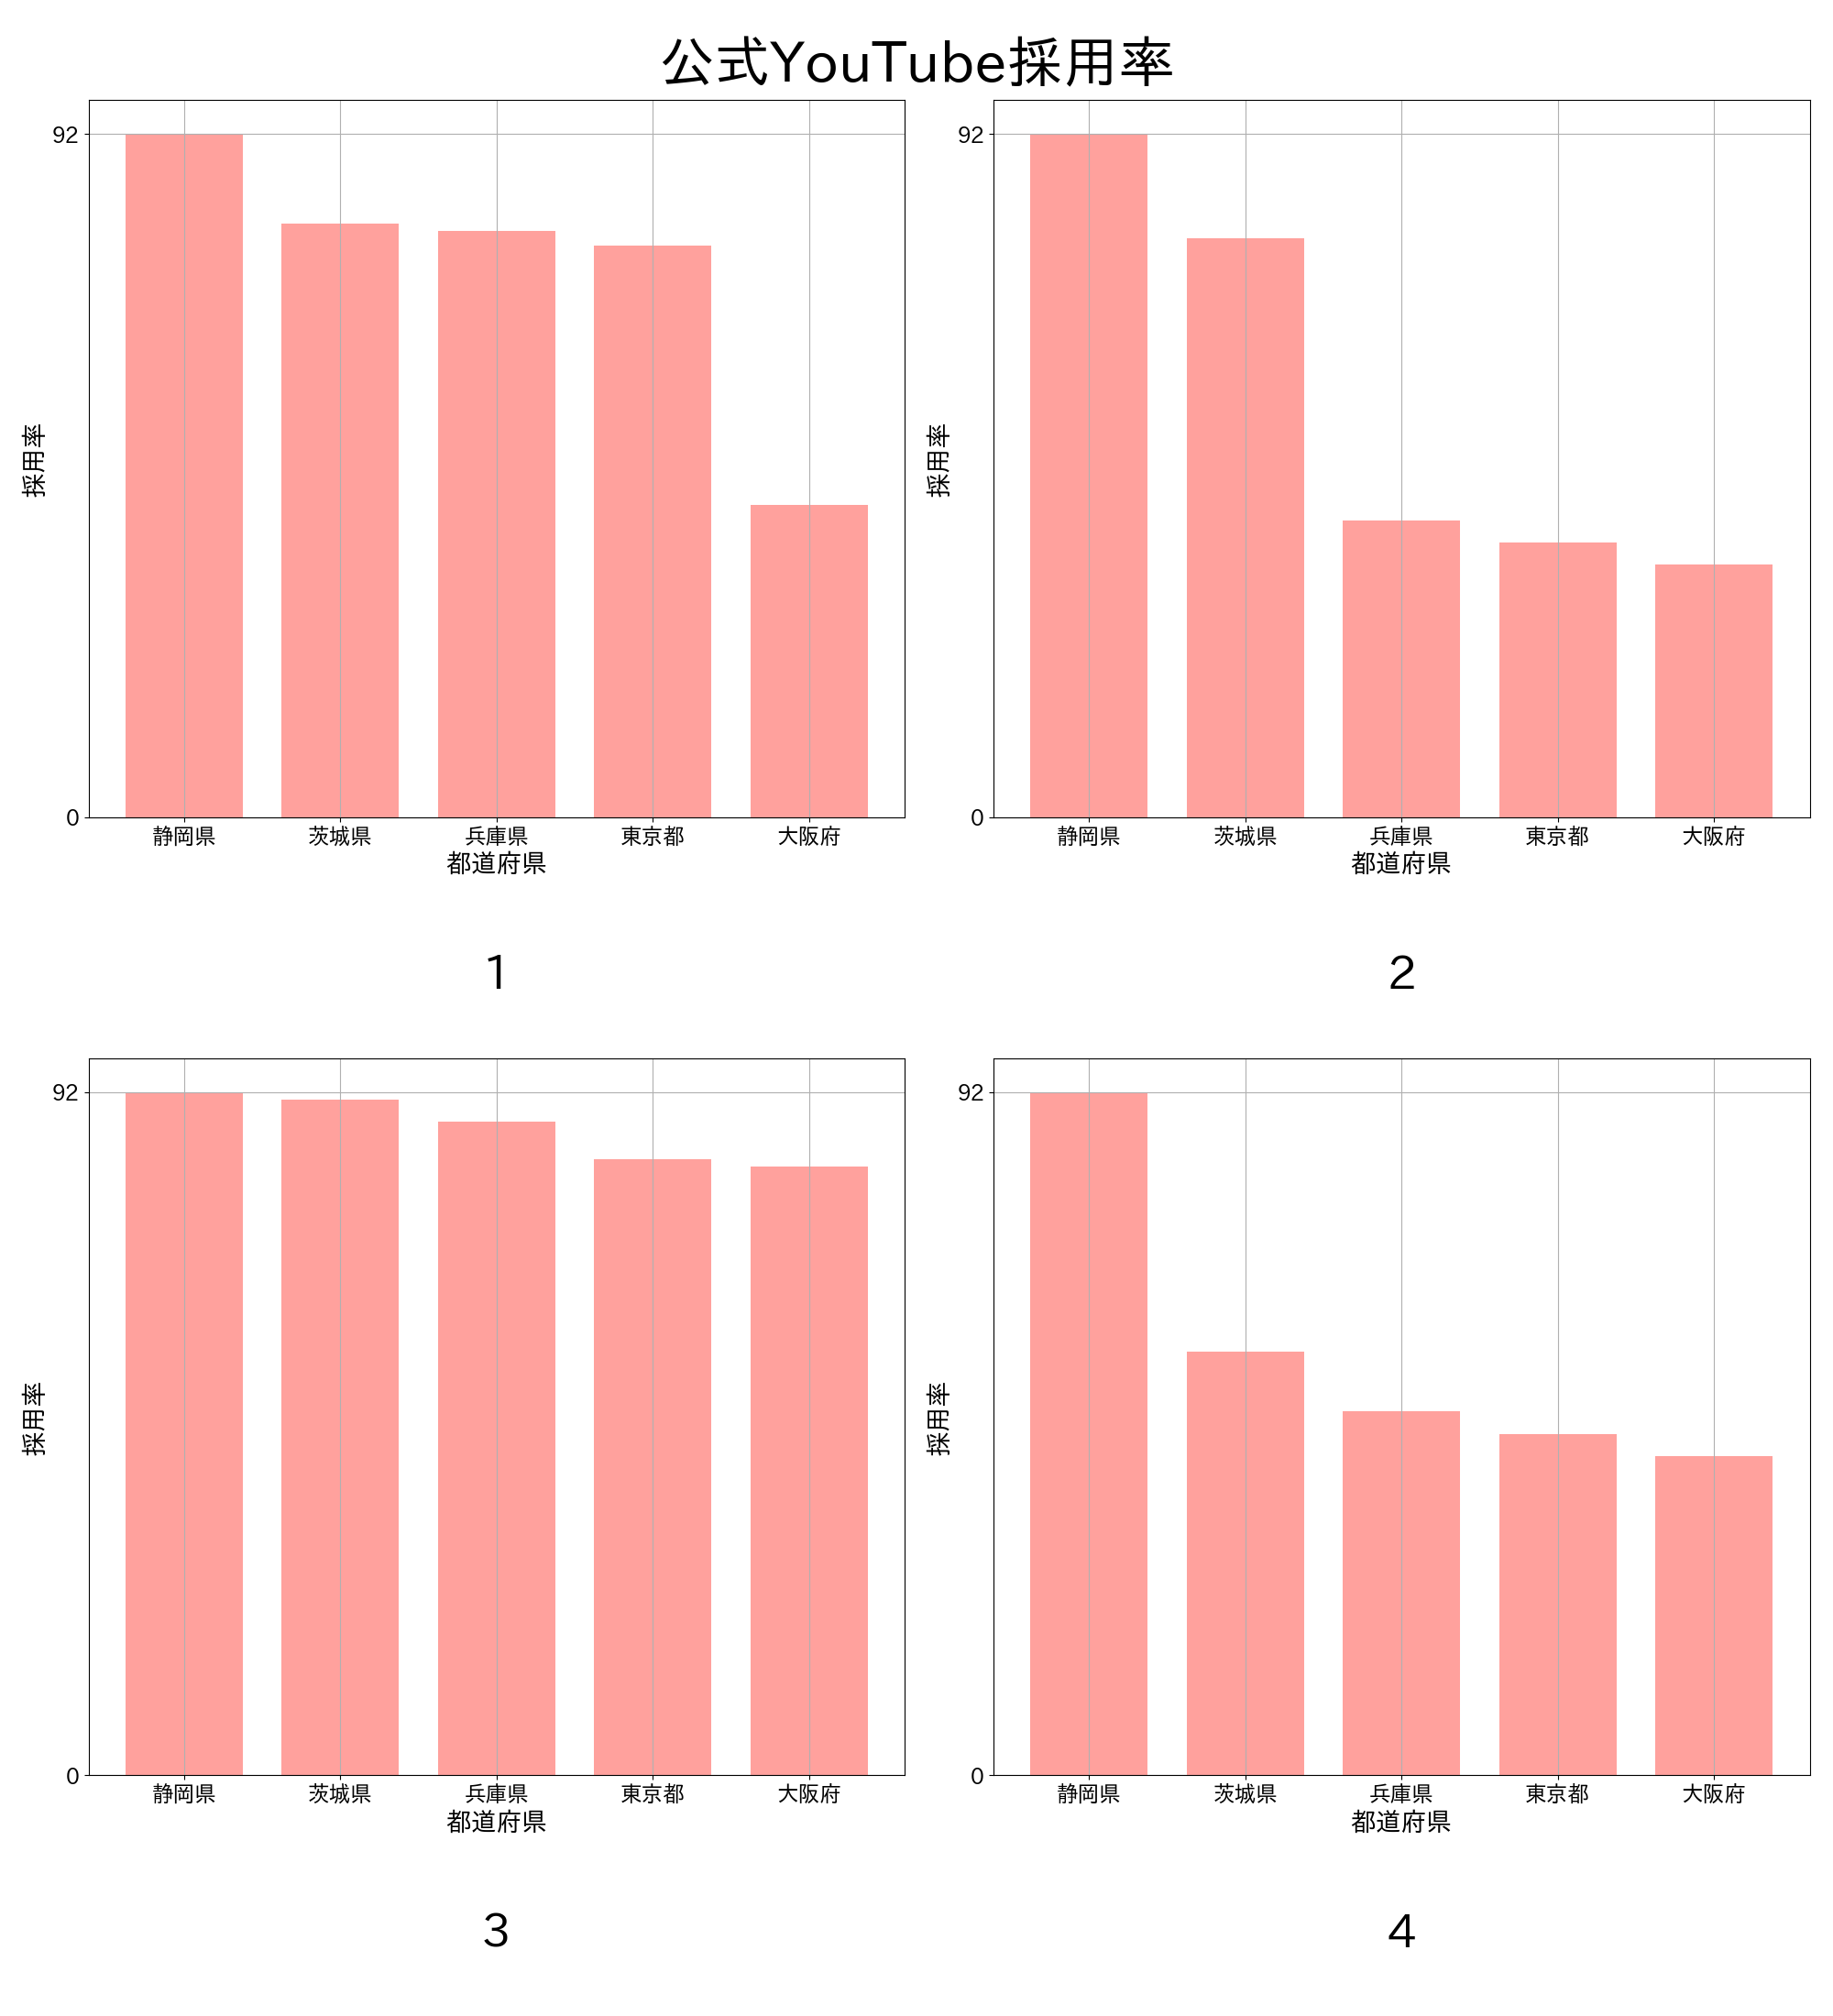 公式YouTube採用率
92
0
採用率
静岡県 茨城県 兵庫県 東京都 大阪府
都道府県
1
92
0
採用率
静岡県 茨城県 兵庫県 東京都 大阪府
都道府県
2
92
0
採用率
静岡県 茨城県 兵庫県 東京都 大阪府
都道府県
3
92
0
採用率
静岡県 茨城県 兵庫県 東京都 大阪府
都道府県
4